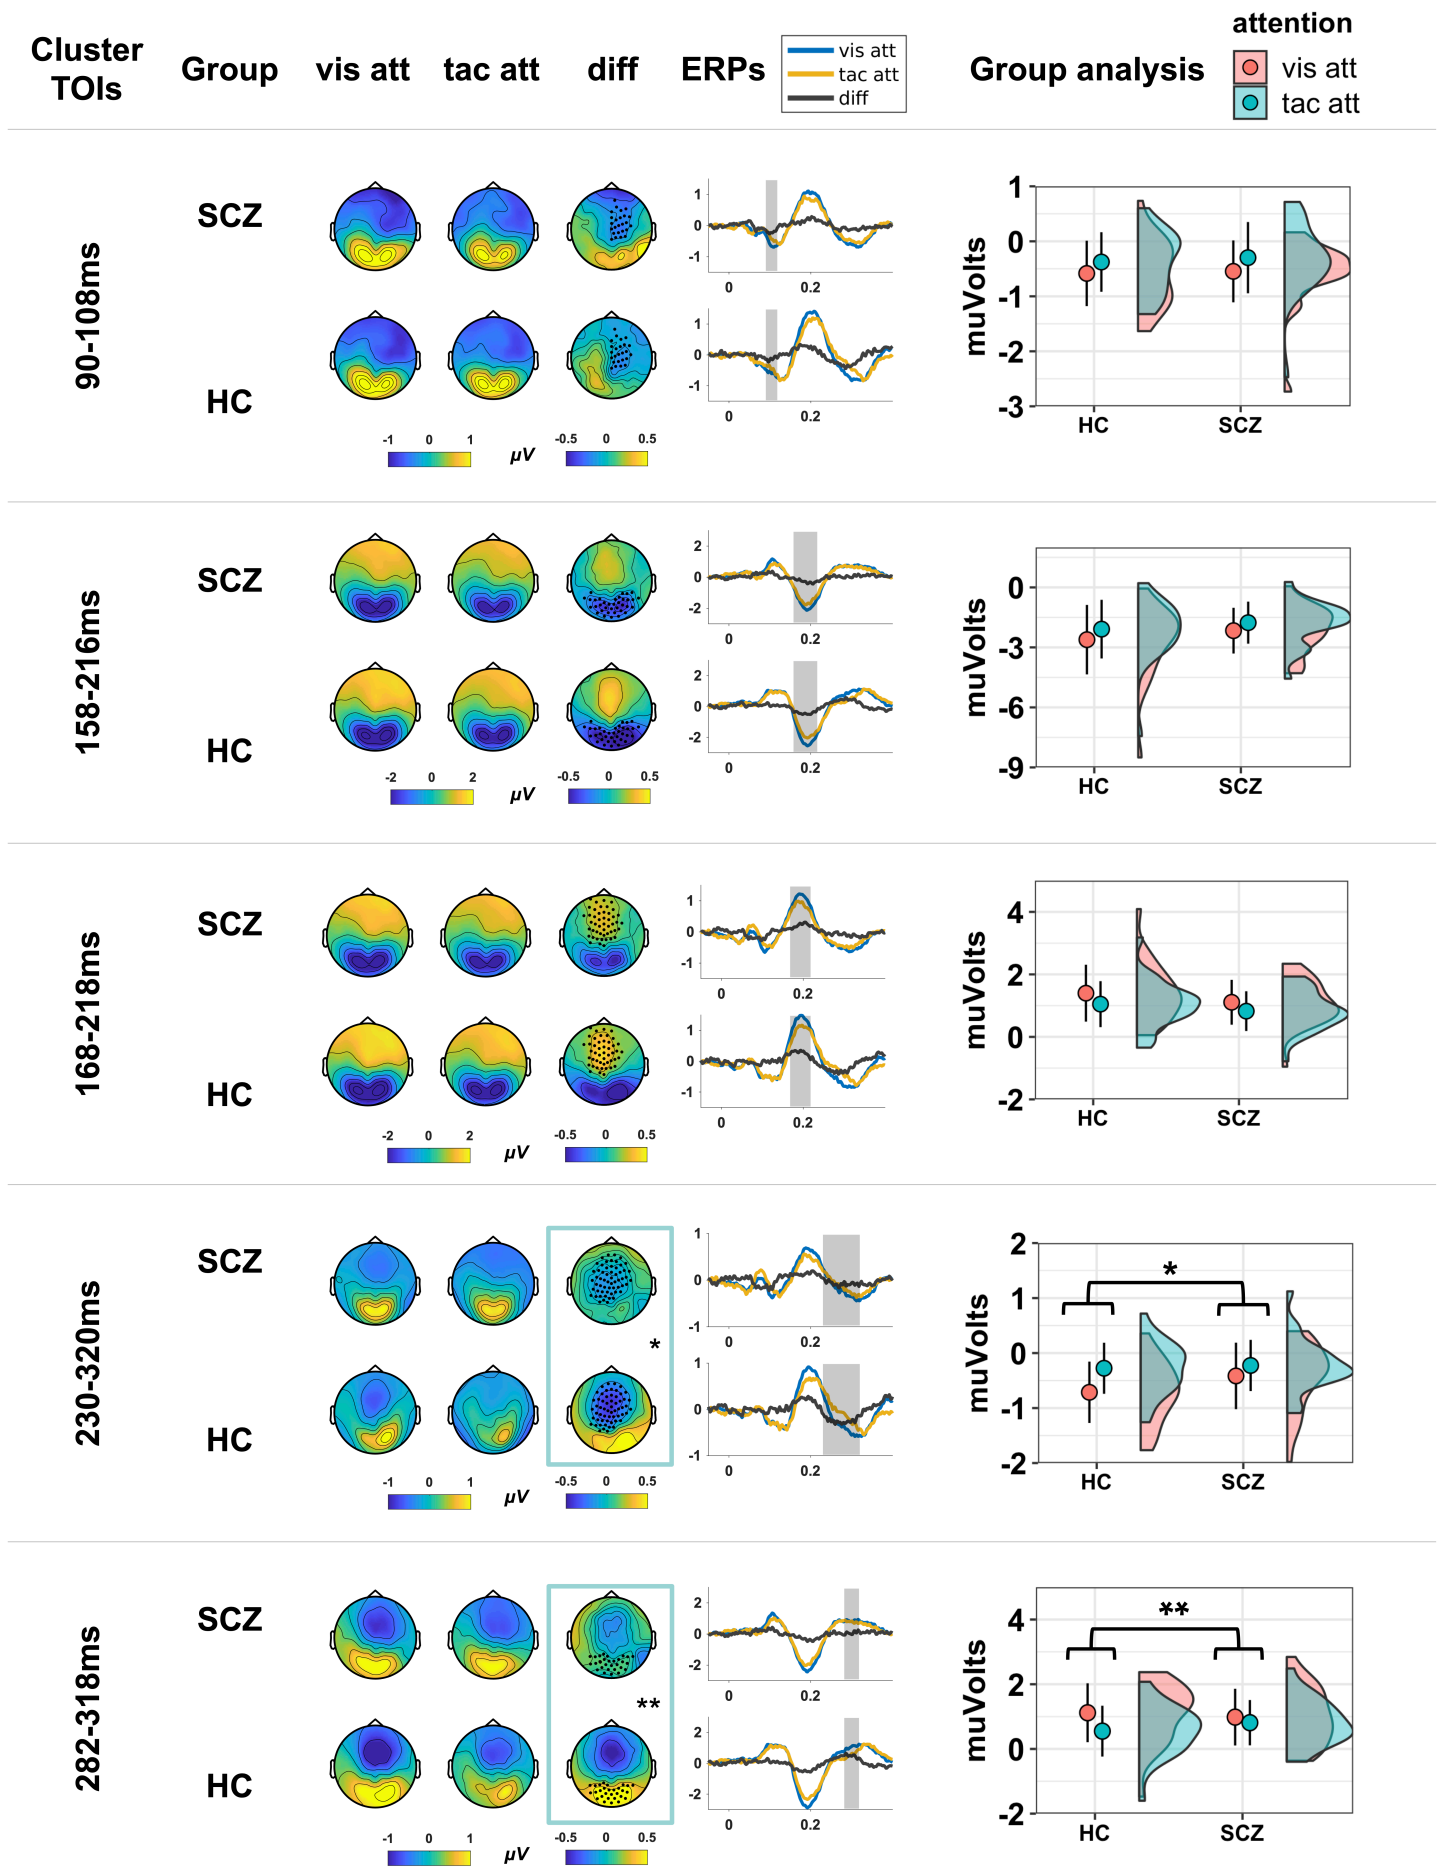 Cluster
TOIs
Group
vis att
tac att
diff
ERPs
vis att
tac att
diff
Group analysis
attention
vis att
tac att
90-108ms
SCZ
1
0
-1
0 0.2
HC
1
0
-1
0 0.2
-1 0 1
µV
-0.5 0 0.5
muVolts
1
0
-1
-2
-3
HC SCZ
158-216ms
SCZ
2
0
-2
0 0.2
HC
2
0
-2
0 0.2
-2 0 2
µV
-0.5 0 0.5
muVolts
0
-3
-6
-9
HC SCZ
168-218ms
SCZ
1
0
-1
0 0.2
HC
1
0
-1
0 0.2
-2 0 2
µV
-0.5 0 0.5
muVolts
4
2
0
-2
HC SCZ
230-320ms
SCZ
*
1
0
-1
0 0.2
HC
1
0
-1
0 0.2
-1 0 1
µV
-0.5 0 0.5
muVolts
2
1
0
-1
-2
*
HC SCZ
282-318ms
SCZ
**
2
0
-2
0 0.2
HC
2
0
-2
0 0.2
-1 0 1
µV
-0.5 0 0.5
muVolts
4
2
0
-2
**
HC SCZ